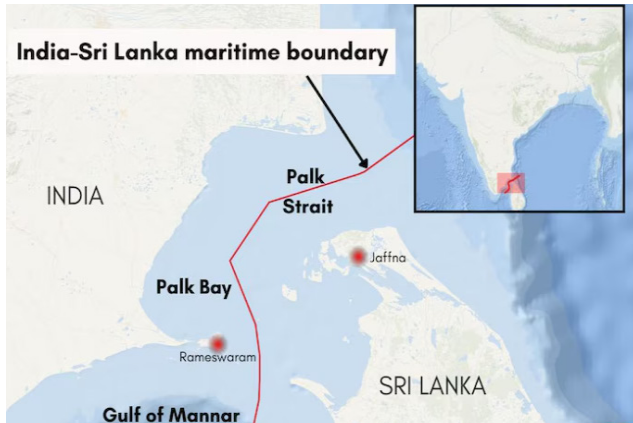 India-Sri Lanka maritime boundary
Palk
Strait
INDIA
Jaffna
Palk Bay
Rameswaram
SRI LANKA
Gulf of Mannar